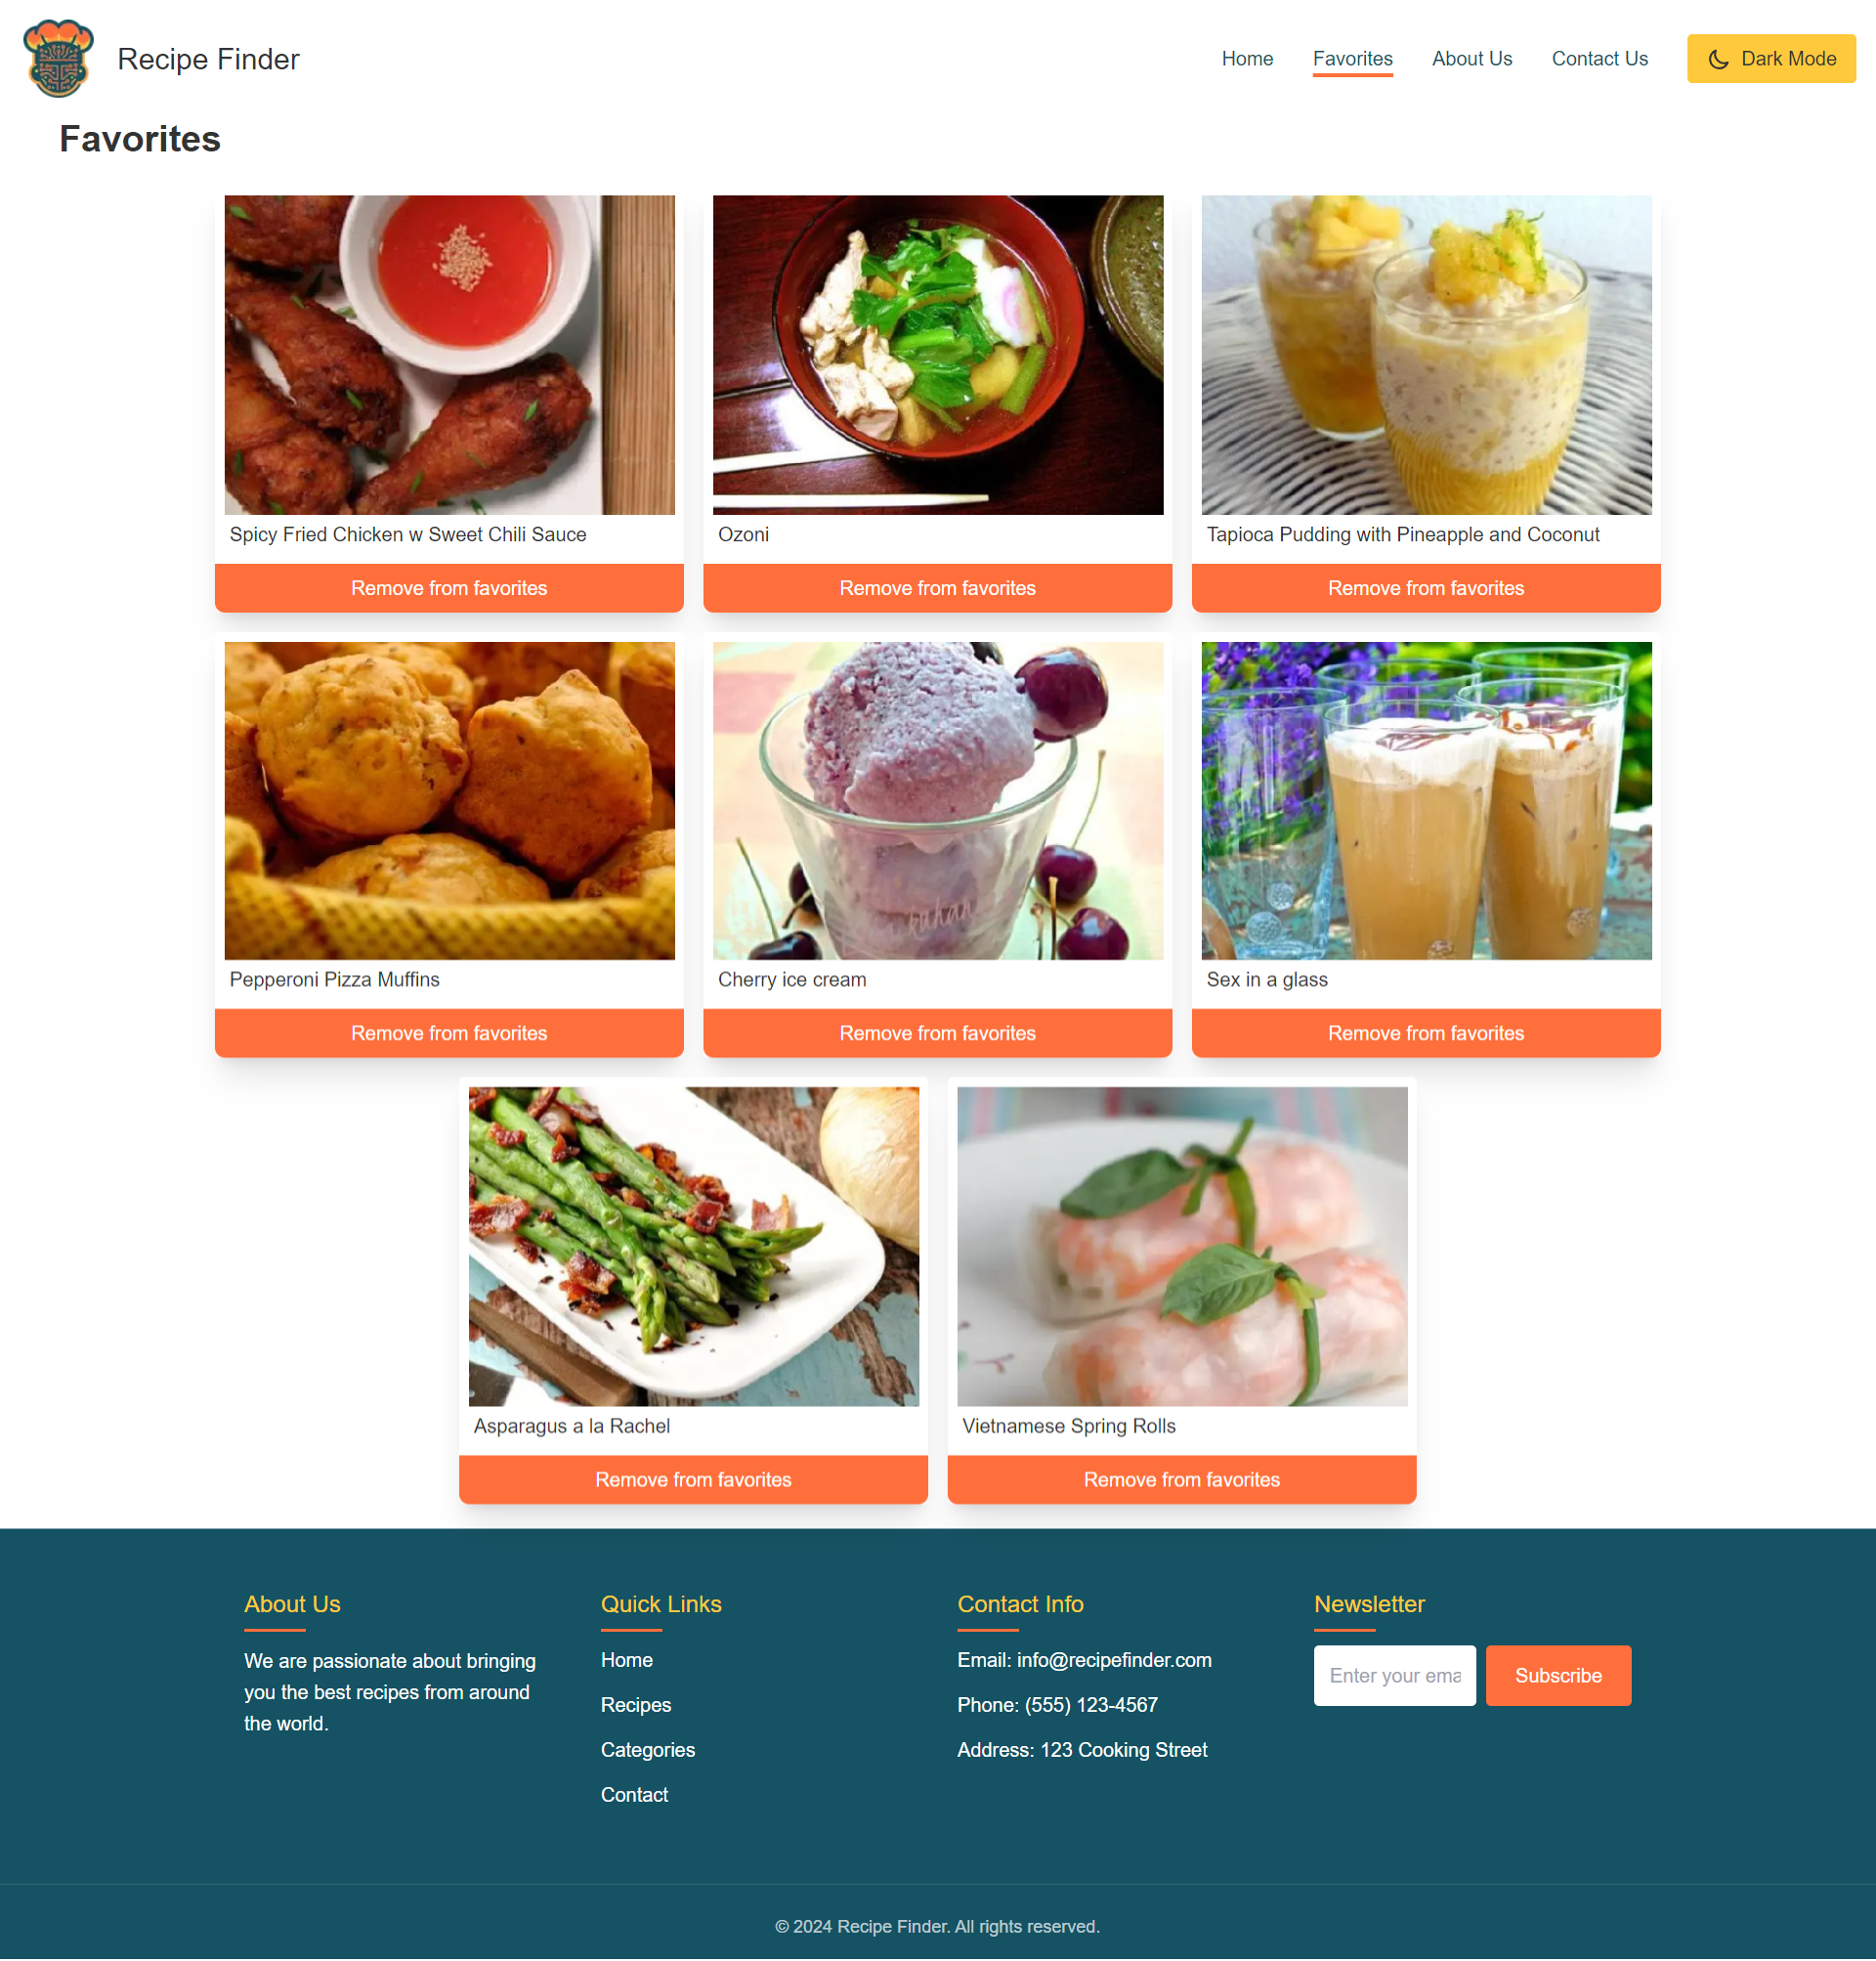 Recipe Finder
Home
Favorites
About Us
Contact Us
Dark Mode
Favorites
Spicy Fried Chicken w Sweet Chili Sauce
Ozoni
Tapioca Pudding with Pineapple and Coconut
Remove from favorites
Remove from favorites
Remove from favorites
Pepperoni Pizza Muffins
Cherry ice cream
Sex in a glass
Remove from favorites
Remove from favorites
Remove from favorites
Asparagus a la Rachel
Vietnamese Spring Rolls
Remove from favorites
Remove from favorites
About Us
We are passionate about bringing
you the best recipes from around
the world.
Quick Links
Home
Recipes
Categories
Contact
Contact Info
Email: info@recipefinder.com
Phone: (555) 123-4567
Address: 123 Cooking Street
Newsletter
Enter your ema
Subscribe
© 2024 Recipe Finder. All rights reserved.